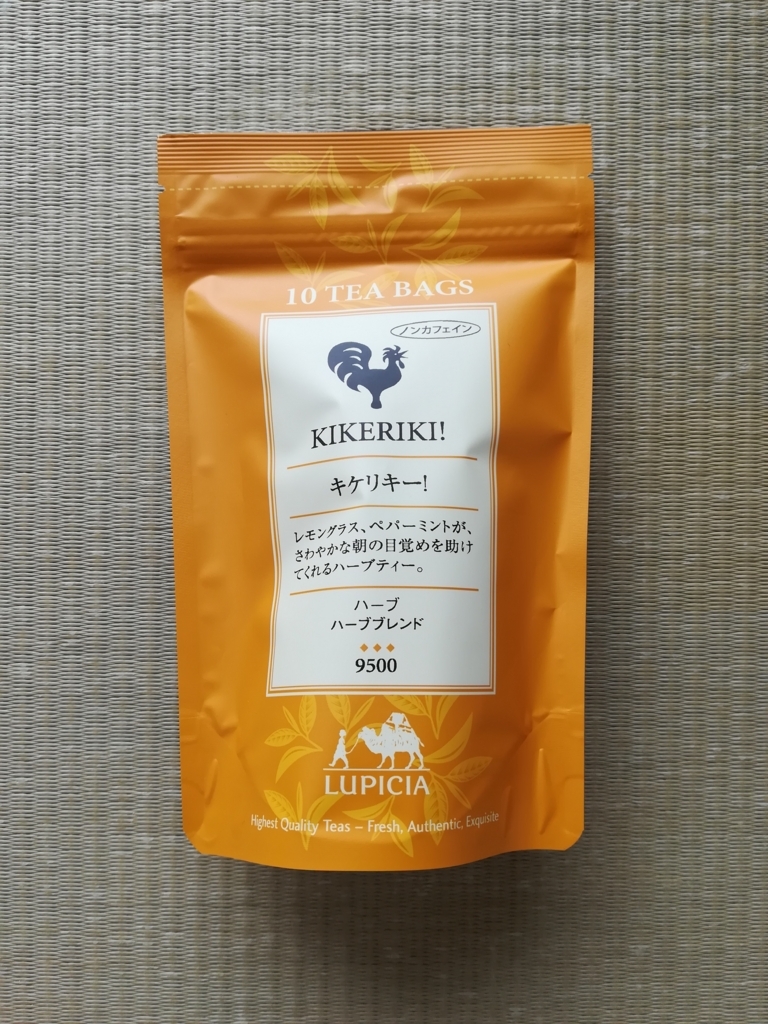 10 TEA BAGS
ノンカフェイン
KIKERIKI!
キケリキー!
レモングラス、ペパーミントが、
さわやかな朝の目覚めを助け
てくれるハーブティー。
ハーブ
ハーブブレンド
9500
LUPICIA
Highest Quality Teas – Fresh, Authentic, Exquisite